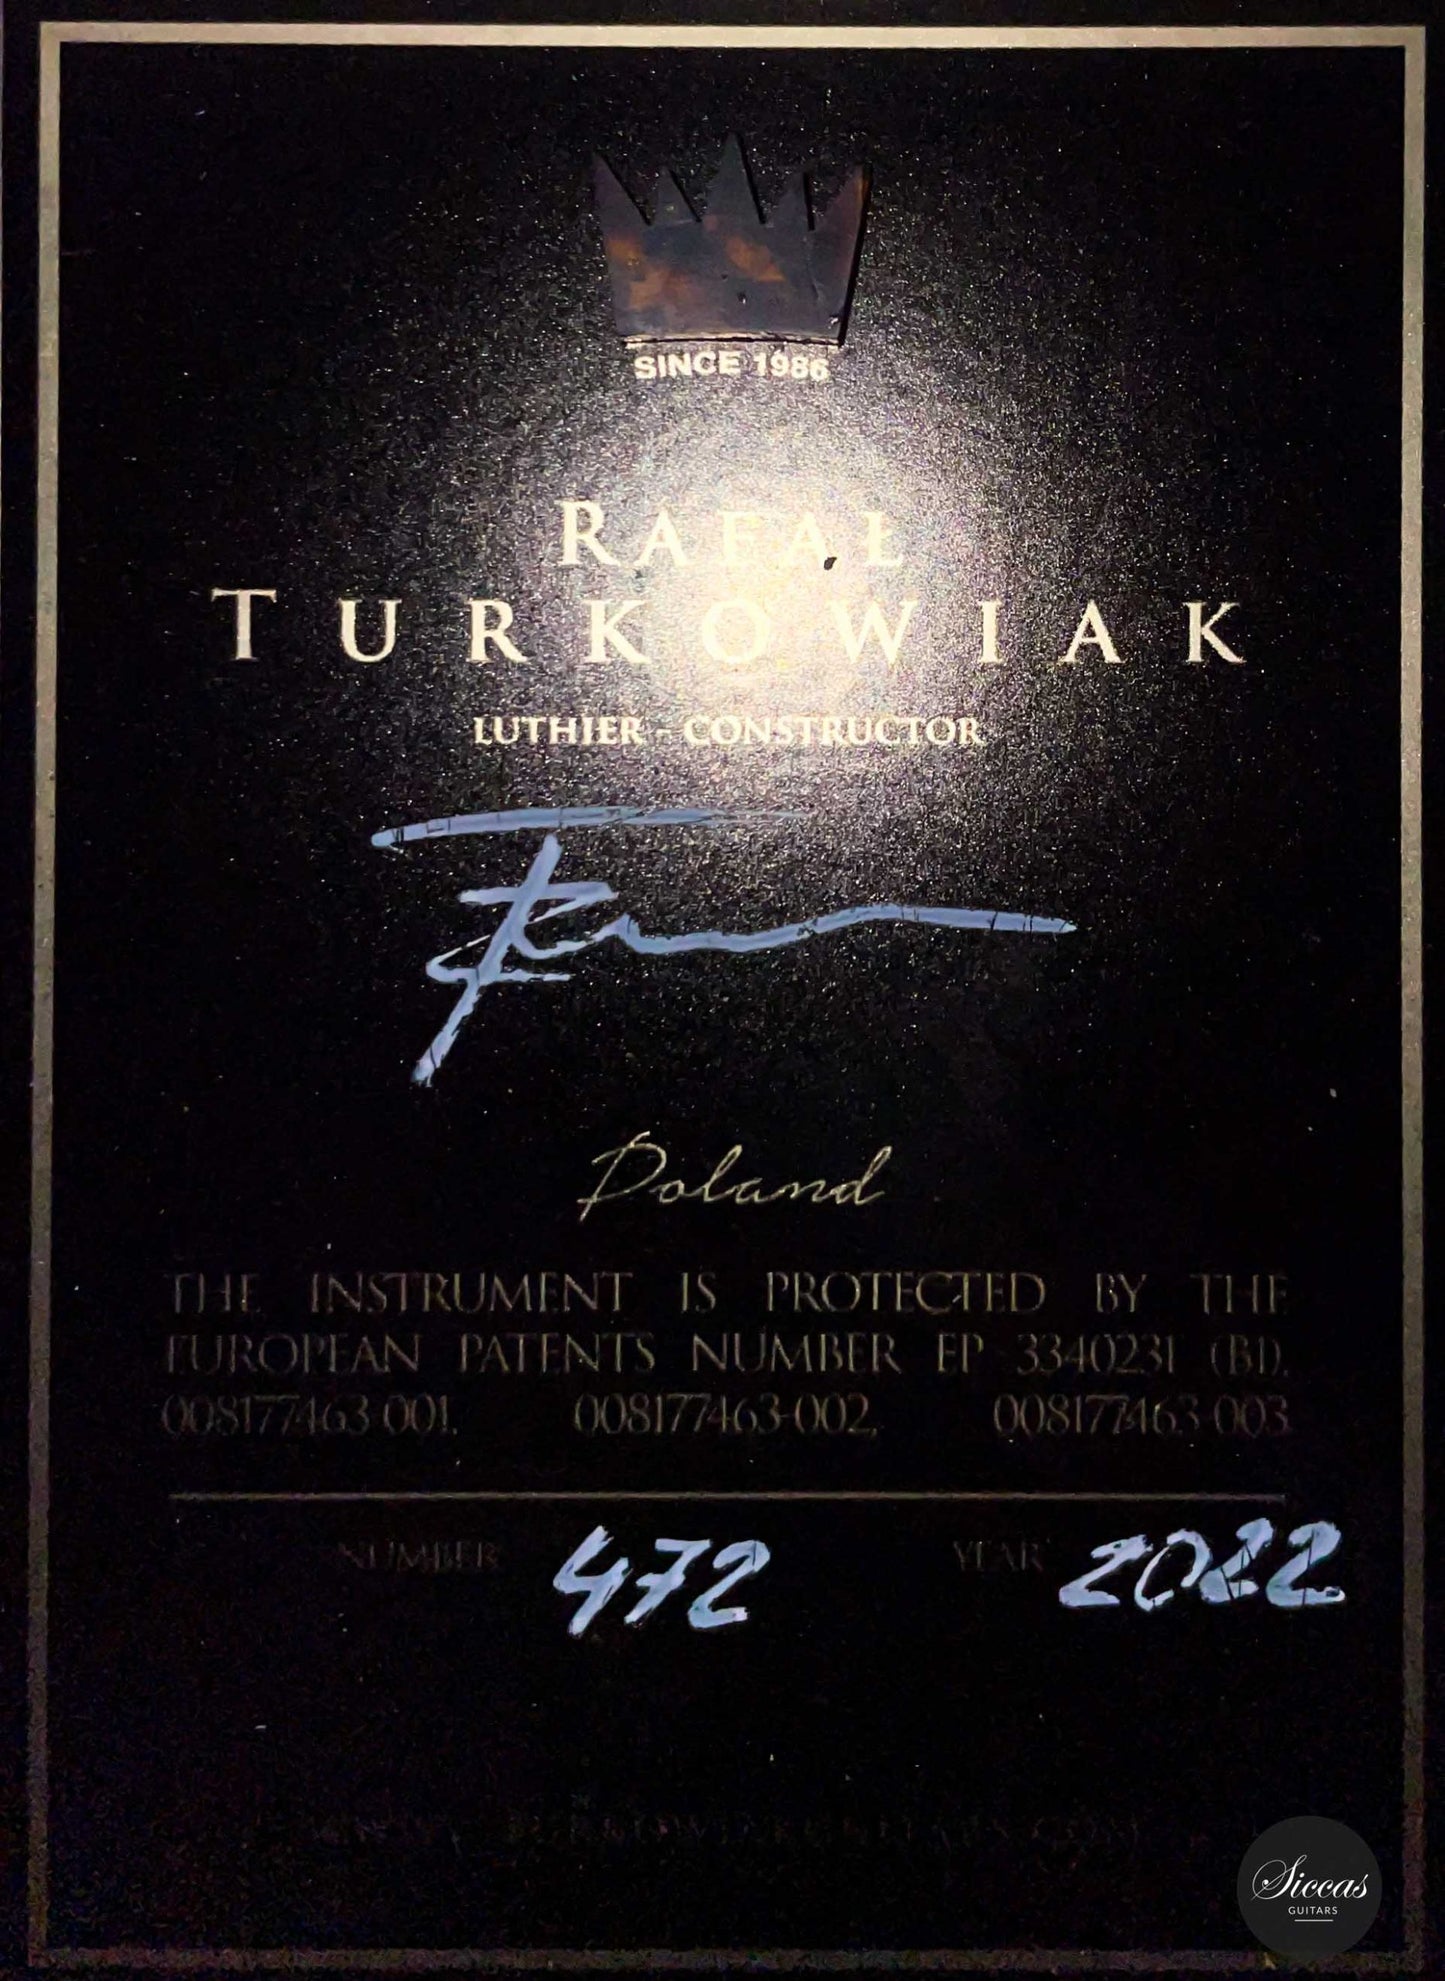 SINCE 1986
RAFAŁ
TURKOWIAK
LUTHIER - CONSTRUCTOR
Poland
THE INSTRUMENT IS PROTECTED BY THE
EUROPEAN PATENTS NUMBER EP 3340231 (B1),
008177463-001, 008177463-002, 008177463-003
NUMBER 472 YEAR 2022
Siccas
GUITARS